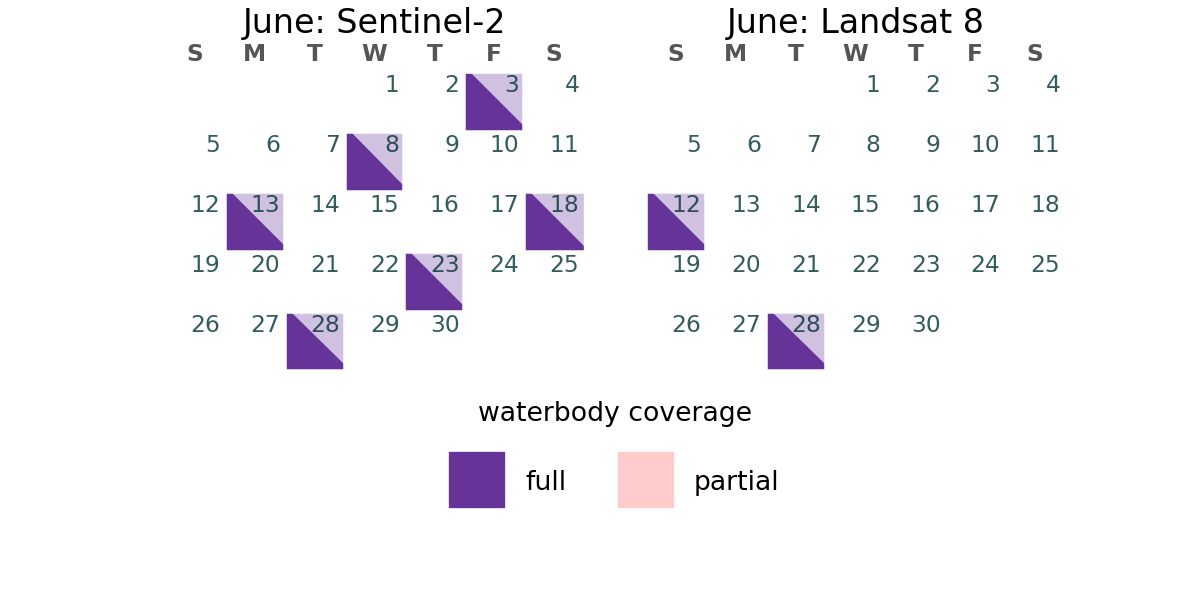 June: Sentinel-2
S M T W T F S
1 2 3 4
5 6 7 8 9 10 11
12 13 14 15 16 17 18
19 20 21 22 23 24 25
26 27 28 29 30
June: Landsat 8
S M T W T F S
1 2 3 4
5 6 7 8 9 10 11
12 13 14 15 16 17 18
19 20 21 22 23 24 25
26 27 28 29 30
waterbody coverage
full partial